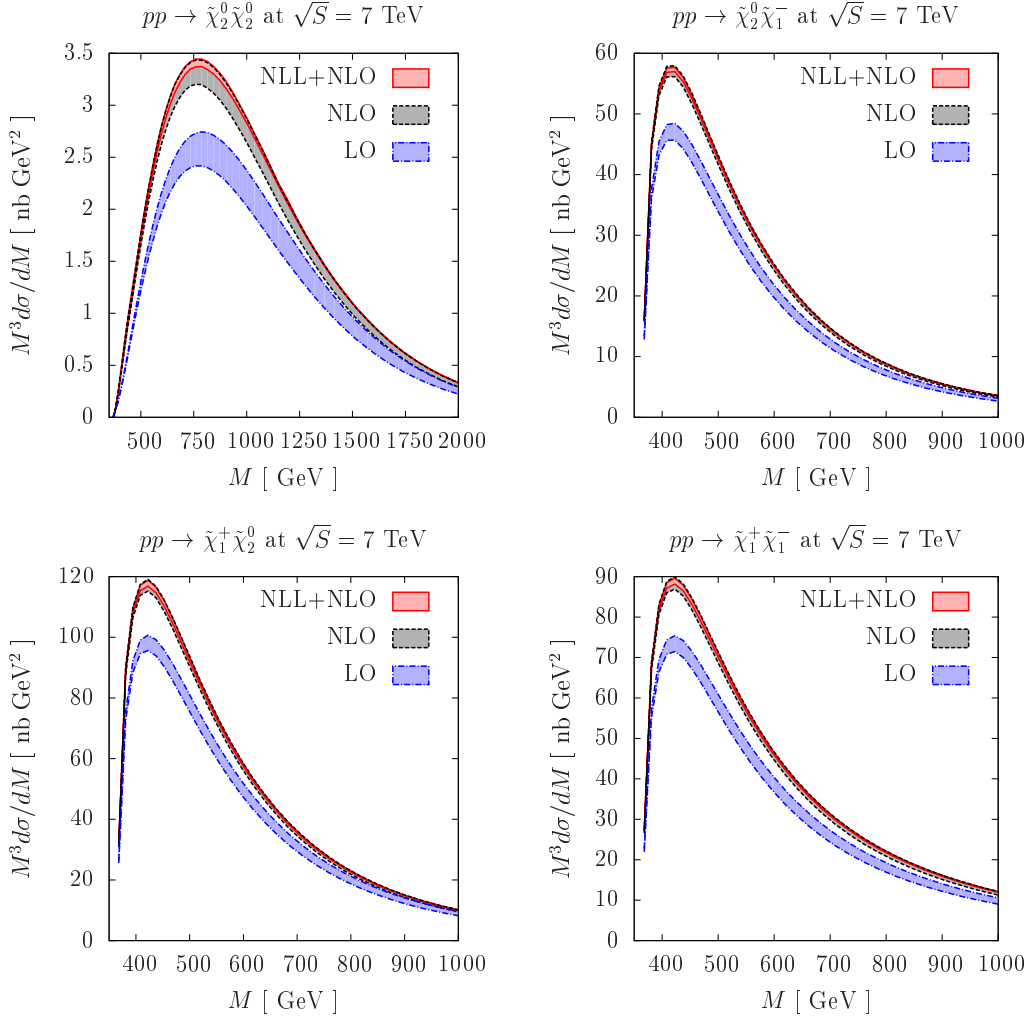 pp → χ̃₂⁰χ̃₂⁰ at √S = 7 TeV
M³dσ/dM [ nb GeV² ]
3.5
3
2.5
2
1.5
1
0.5
0
NLL+NLO
NLO
LO
500 750 1000 1250 1500 1750 2000
M [ GeV ]
pp → χ̃₂⁰χ̃₁⁻ at √S = 7 TeV
M³dσ/dM [ nb GeV² ]
60
50
40
30
20
10
0
NLL+NLO
NLO
LO
400 500 600 700 800 900 1000
M [ GeV ]
pp → χ̃₁⁺χ̃₂⁰ at √S = 7 TeV
M³dσ/dM [ nb GeV² ]
120
100
80
60
40
20
0
NLL+NLO
NLO
LO
400 500 600 700 800 900 1000
M [ GeV ]
pp → χ̃₁⁺χ̃₁⁻ at √S = 7 TeV
M³dσ/dM [ nb GeV² ]
90
80
70
60
50
40
30
20
10
0
NLL+NLO
NLO
LO
400 500 600 700 800 900 1000
M [ GeV ]